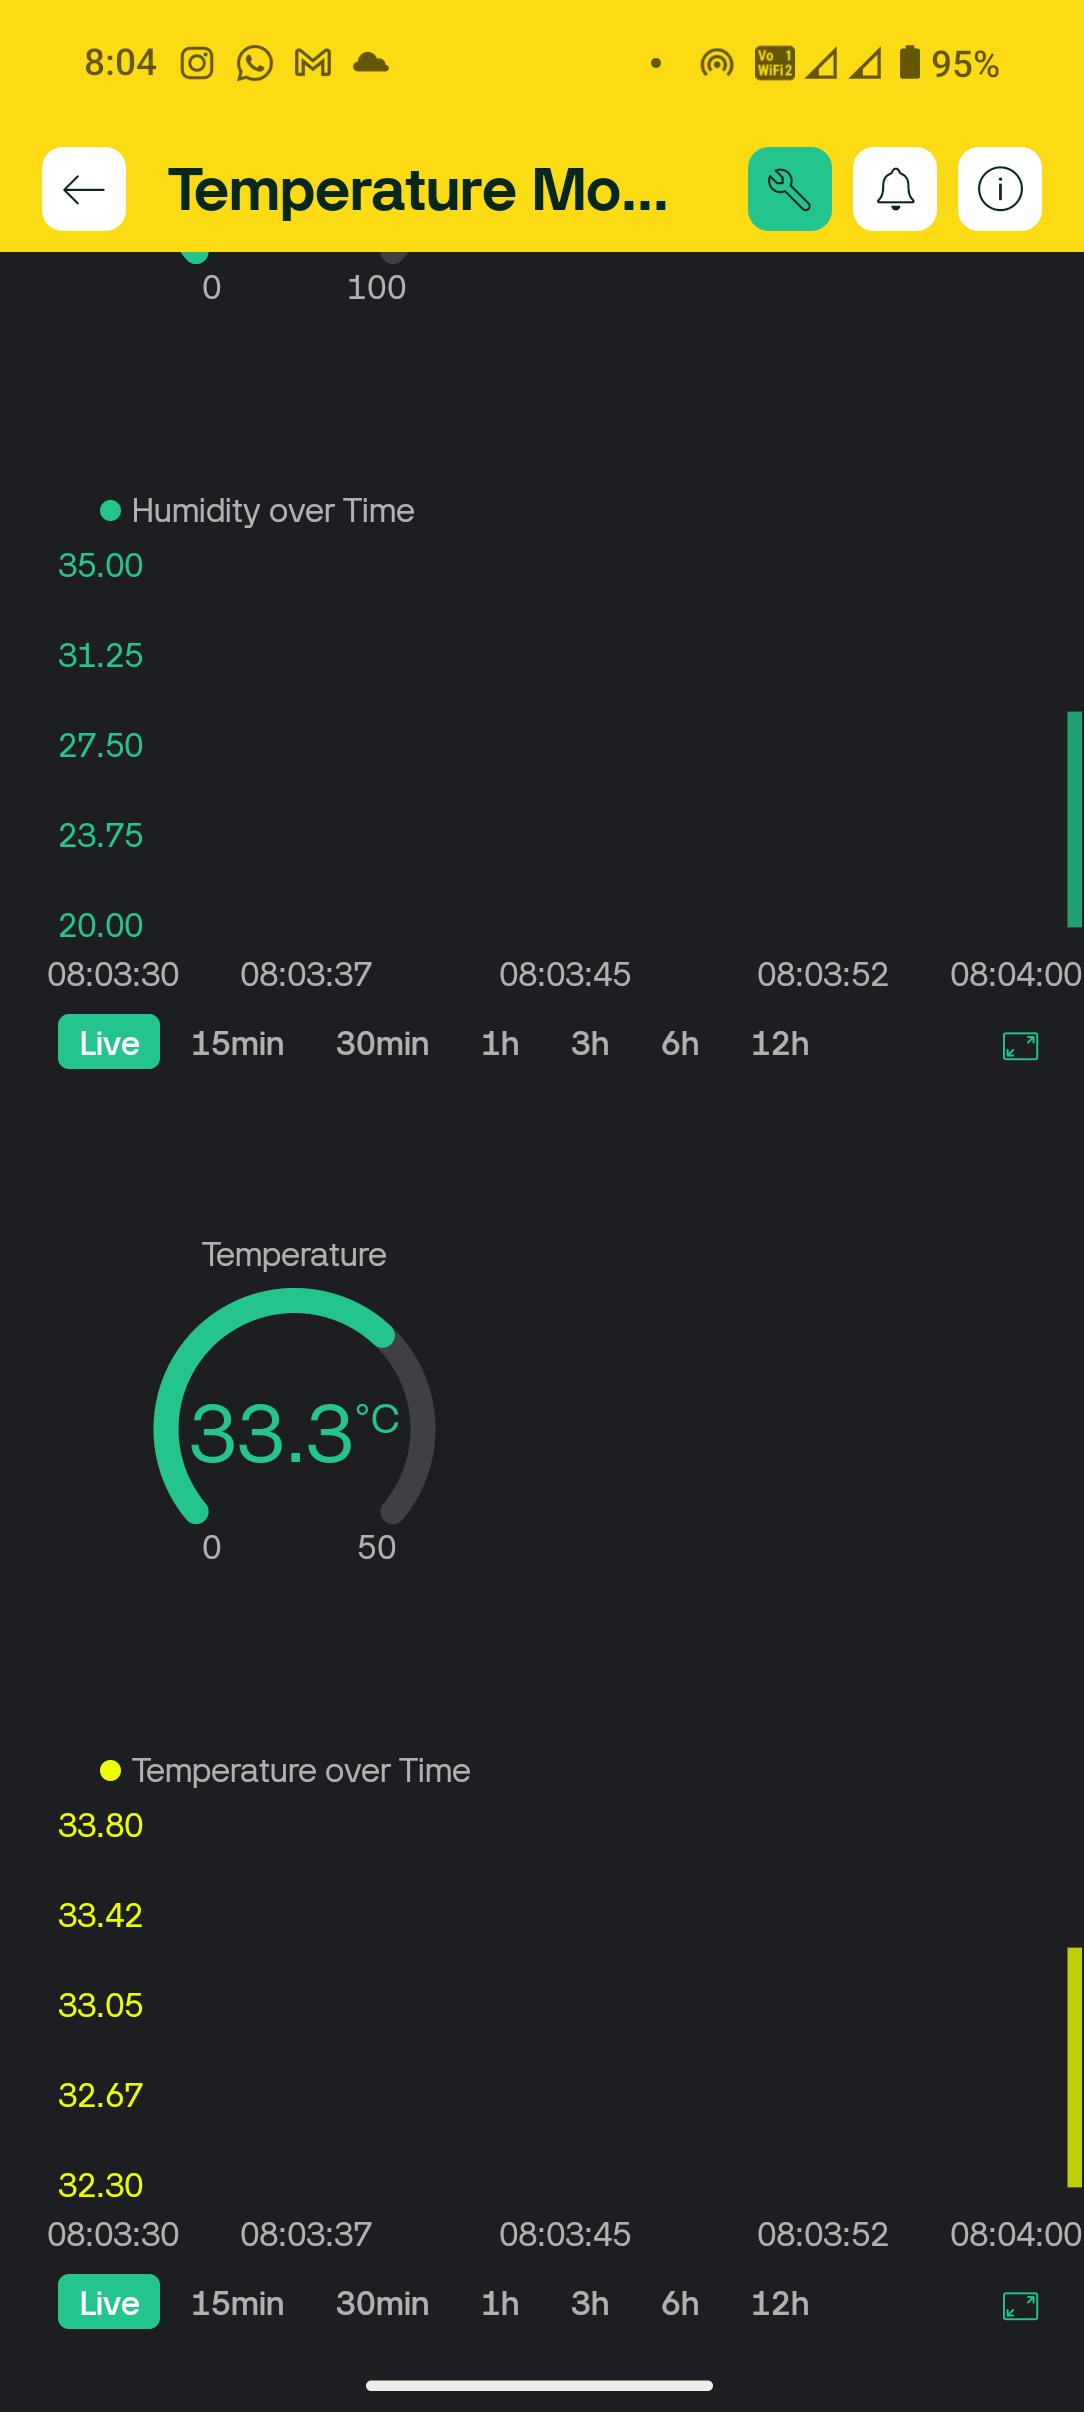 8:04
Vo 1
WiFi 2
95%
Temperature Mo...
0 100
Humidity over Time
35.00
31.25
27.50
23.75
20.00
08:03:30 08:03:37 08:03:45 08:03:52 08:04:00
Live 15min 30min 1h 3h 6h 12h
Temperature
33.3°C
0 50
Temperature over Time
33.80
33.42
33.05
32.67
32.30
08:03:30 08:03:37 08:03:45 08:03:52 08:04:00
Live 15min 30min 1h 3h 6h 12h